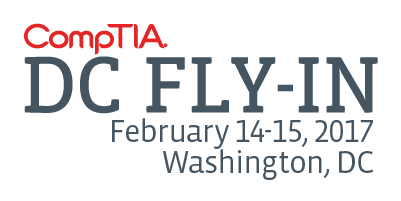 CompTIA.
DC FLY-IN
February 14-15, 2017
Washington, DC